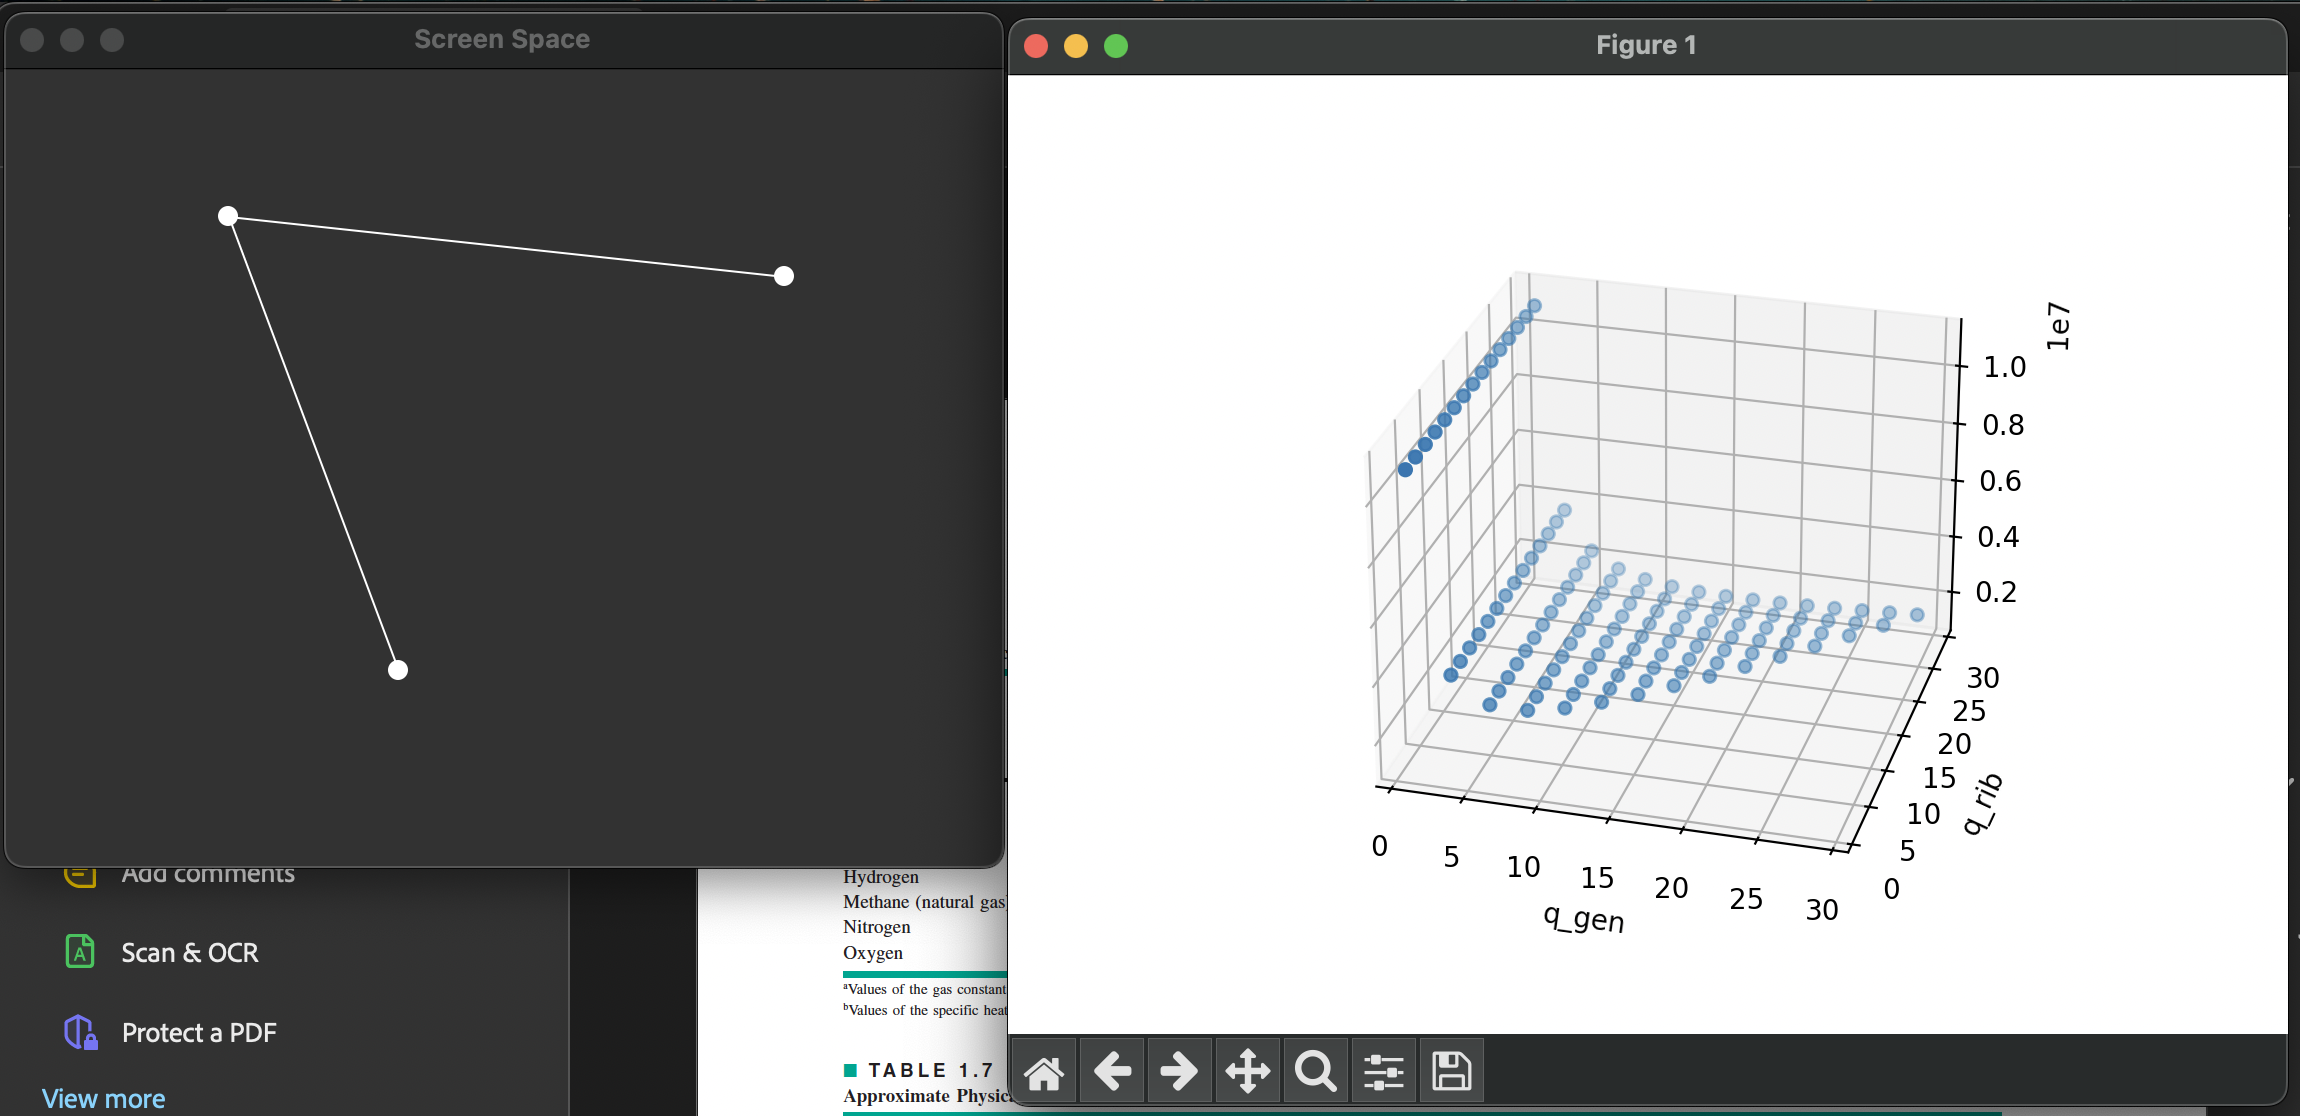 Screen Space
Figure 1
1e7
1.0
0.8
0.6
0.4
0.2
30
25
20
15
10
5
0
q_rib
0
5
10
15
20
25
30
q_gen
Add comments
Scan & OCR
Protect a PDF
View more
Hydrogen
Methane (natural gas
Nitrogen
Oxygen
aValues of the gas constant
bValues of the specific heat
TABLE 1.7
Approximate